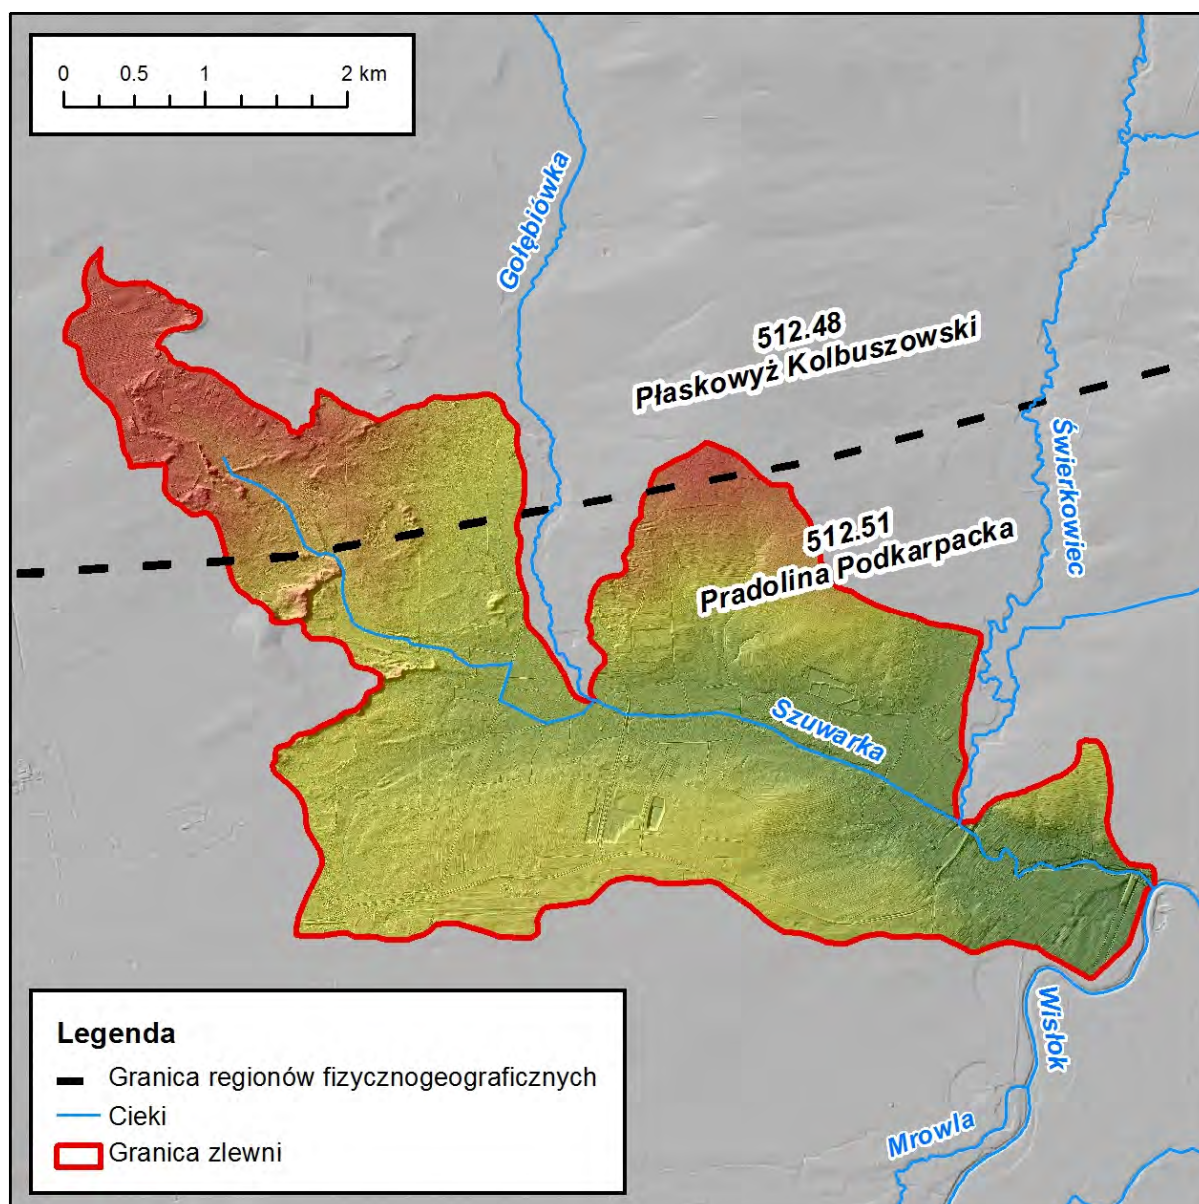 0 0.5 1 2 km
Gołębiówka
512.48
Płaskowyż Kolbuszowski
Świerkowiec
512.51
Pradolina Podkarpacka
Szuwarka
Wisłok
Mrowla
Legenda
Granica regionów fizycznogeograficznych
Cieki
Granica zlewni